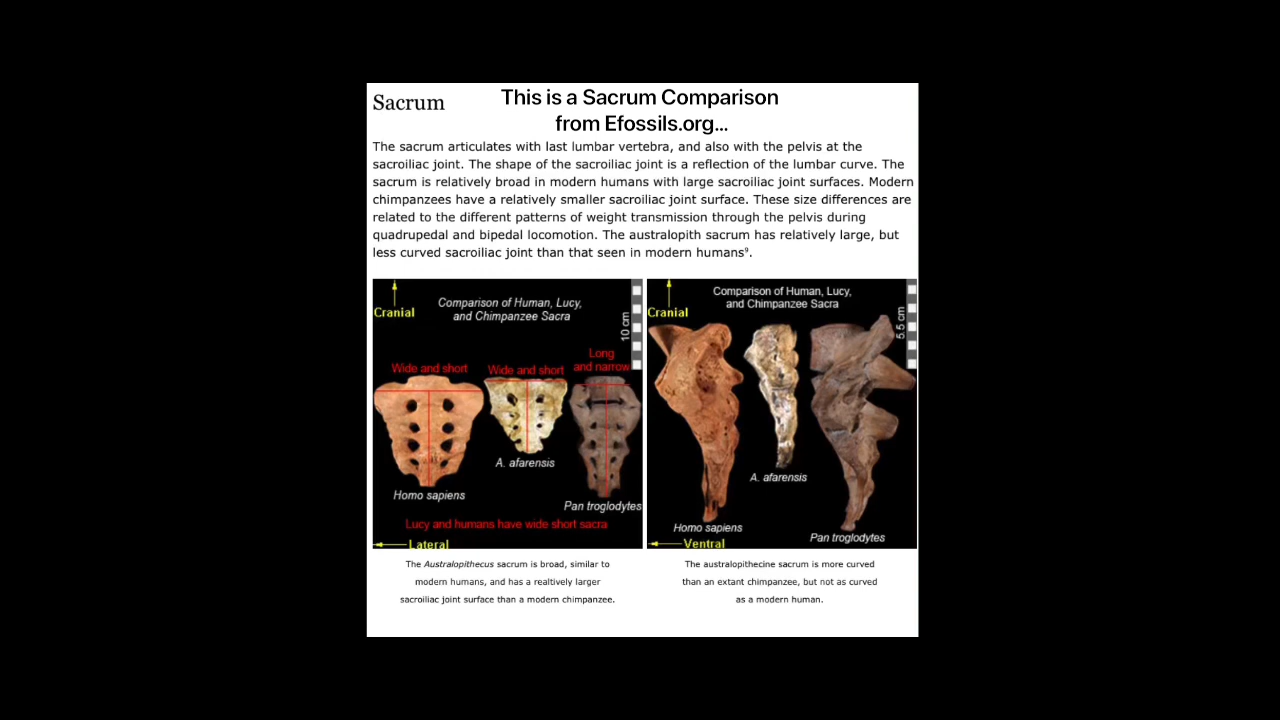 Sacrum
This is a Sacrum Comparison
from Efossils.org...
The sacrum articulates with last lumbar vertebra, and also with the pelvis at the
sacroiliac joint. The shape of the sacroiliac joint is a reflection of the lumbar curve. The
sacrum is relatively broad in modern humans with large sacroiliac joint surfaces. Modern
chimpanzees have a relatively smaller sacroiliac joint surface. These size differences are
related to the different patterns of weight transmission through the pelvis during
quadrupedal and bipedal locomotion. The australopith sacrum has relatively large, but
less curved sacroiliac joint than that seen in modern humans⁹.
Cranial
Comparison of Human, Lucy,
and Chimpanzee Sacra
10 cm
Wide and short
Wide and short
Long
and narrow
Homo sapiens
A. afarensis
Pan troglodytes
Lucy and humans have wide short sacra
Lateral
Cranial
Comparison of Human, Lucy,
and Chimpanzee Sacra
5.5 cm
Homo sapiens
A. afarensis
Pan troglodytes
Ventral
The Australopithecus sacrum is broad, similar to
modern humans, and has a realtively larger
sacroiliac joint surface than a modern chimpanzee.
The australopithecine sacrum is more curved
than an extant chimpanzee, but not as curved
as a modern human.